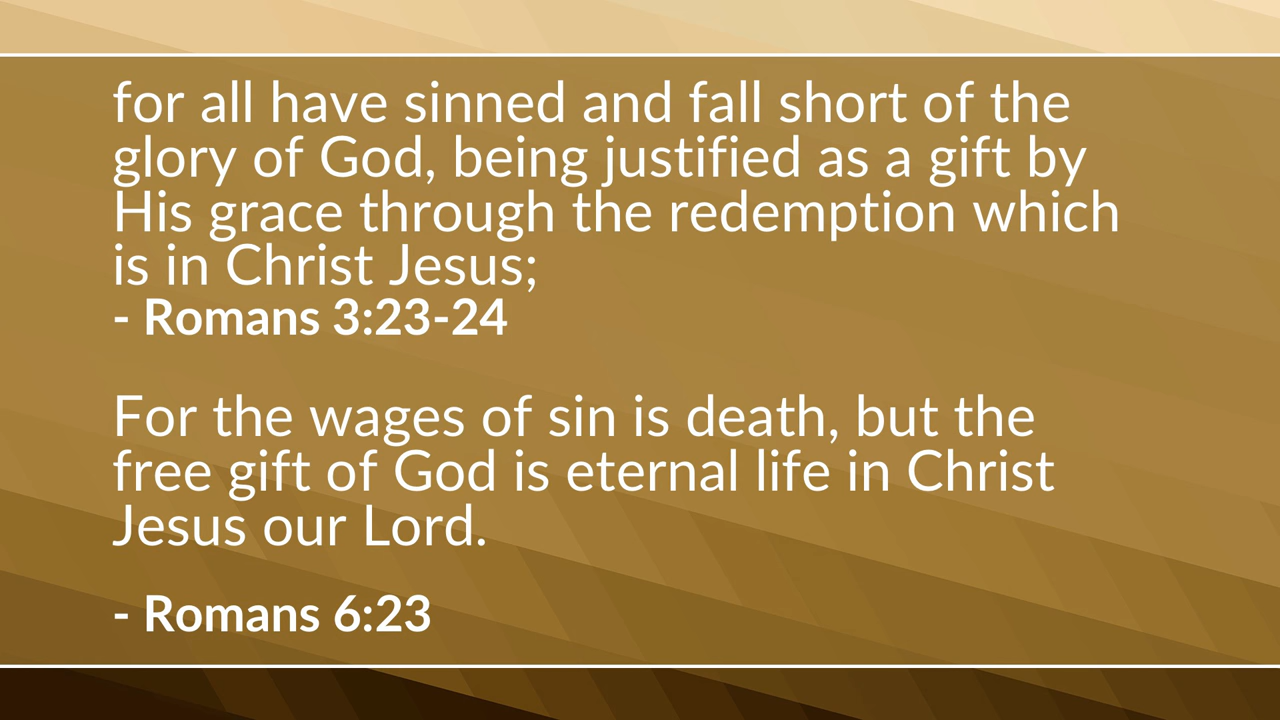 for all have sinned and fall short of the
glory of God, being justified as a gift by
His grace through the redemption which
is in Christ Jesus;
- Romans 3:23-24
For the wages of sin is death, but the
free gift of God is eternal life in Christ
Jesus our Lord.
- Romans 6:23